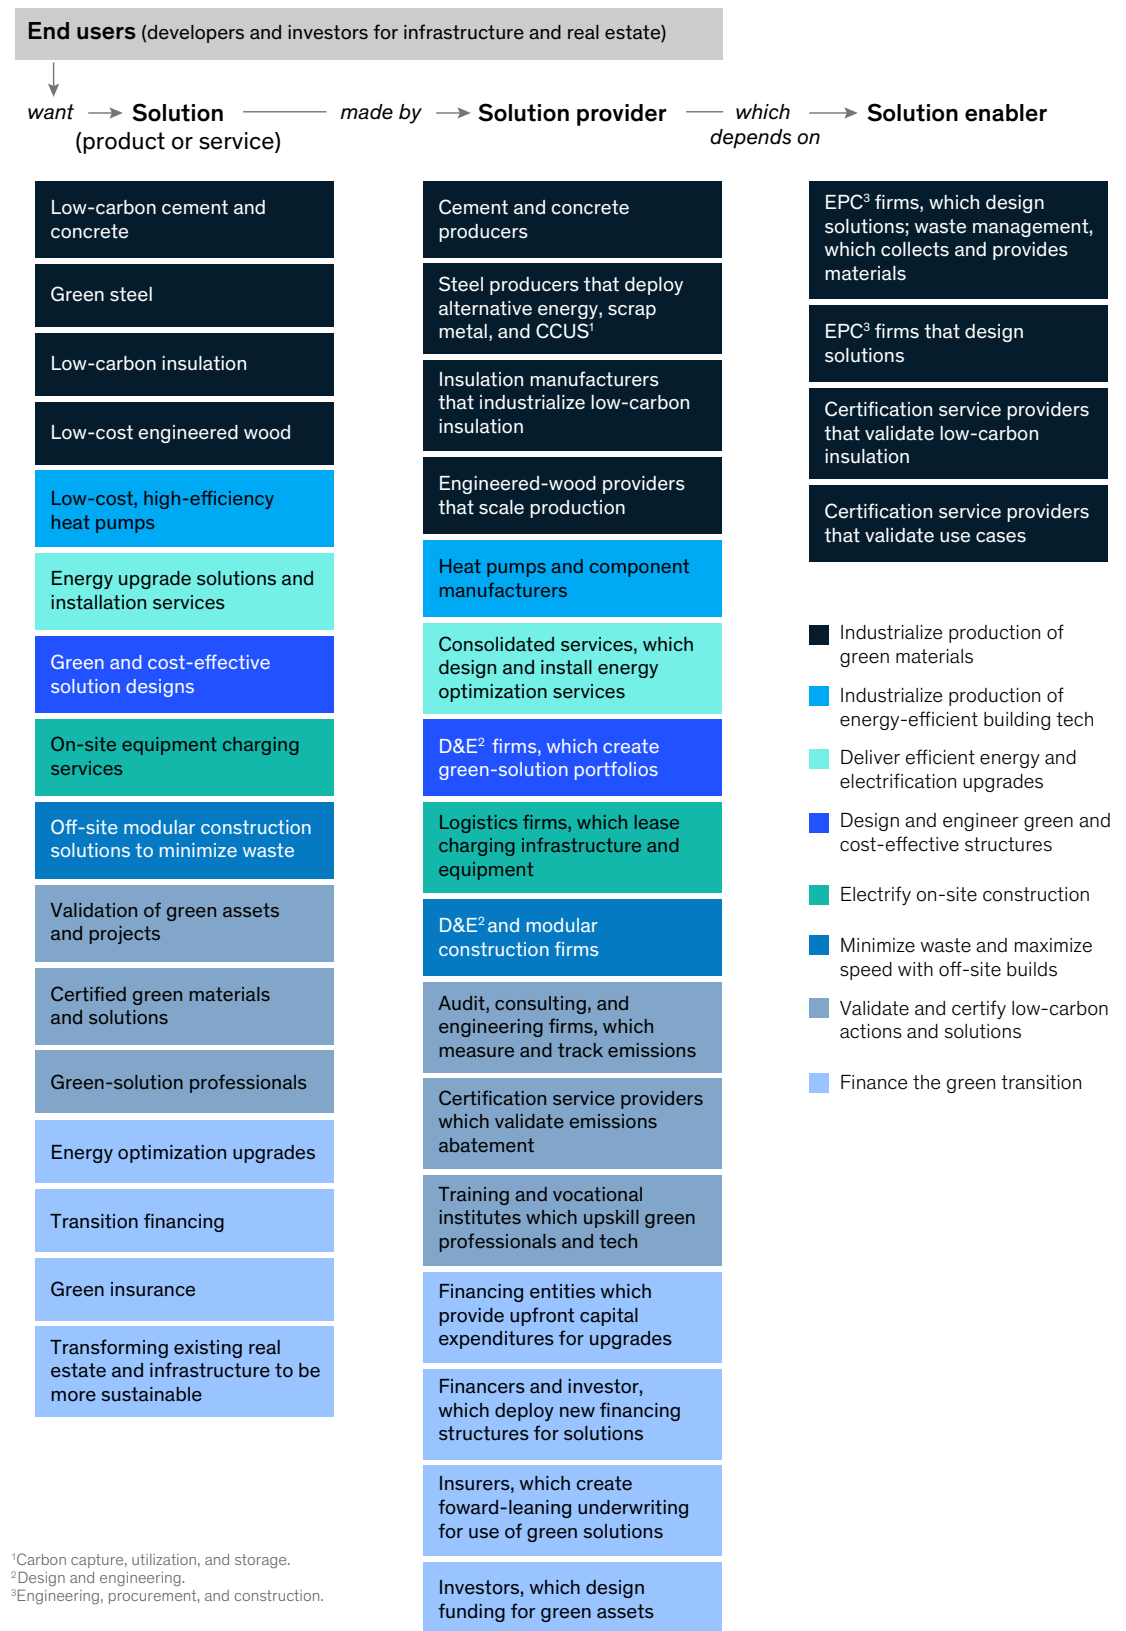 End users (developers and investors for infrastructure and real estate)
want
Solution
(product or service)
made by
Solution provider
which
depends on
Solution enabler
Low-carbon cement and
concrete
Green steel
Low-carbon insulation
Low-cost engineered wood
Low-cost, high-efficiency
heat pumps
Energy upgrade solutions and
installation services
Green and cost-effective
solution designs
On-site equipment charging
services
Off-site modular construction
solutions to minimize waste
Validation of green assets
and projects
Certified green materials
and solutions
Green-solution professionals
Energy optimization upgrades
Transition financing
Green insurance
Transforming existing real
estate and infrastructure to be
more sustainable
Cement and concrete
producers
Steel producers that deploy
alternative energy, scrap
metal, and CCUS¹
Insulation manufacturers
that industrialize low-carbon
insulation
Engineered-wood providers
that scale production
Heat pumps and component
manufacturers
Consolidated services, which
design and install energy
optimization services
D&E² firms, which create
green-solution portfolios
Logistics firms, which lease
charging infrastructure and
equipment
D&E² and modular
construction firms
Audit, consulting, and
engineering firms, which
measure and track emissions
Certification service providers
which validate emissions
abatement
Training and vocational
institutes which upskill green
professionals and tech
Financing entities which
provide upfront capital
expenditures for upgrades
Financers and investor,
which deploy new financing
structures for solutions
Insurers, which create
foward-leaning underwriting
for use of green solutions
Investors, which design
funding for green assets
EPC³ firms, which design
solutions; waste management,
which collects and provides
materials
EPC³ firms that design
solutions
Certification service providers
that validate low-carbon
insulation
Certification service providers
that validate use cases
Industrialize production of
green materials
Industrialize production of
energy-efficient building tech
Deliver efficient energy and
electrification upgrades
Design and engineer green and
cost-effective structures
Electrify on-site construction
Minimize waste and maximize
speed with off-site builds
Validate and certify low-carbon
actions and solutions
Finance the green transition
¹Carbon capture, utilization, and storage.
²Design and engineering.
³Engineering, procurement, and construction.